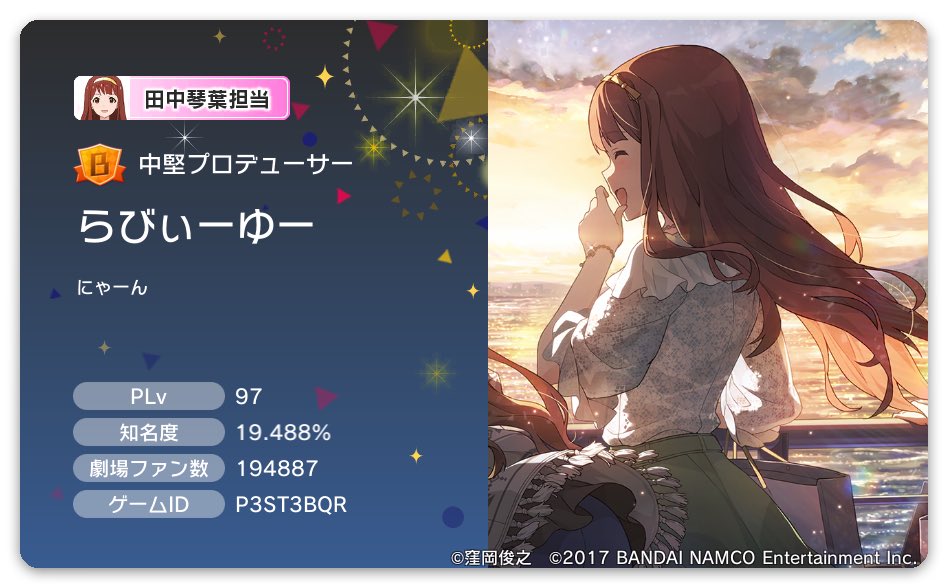 田中琴葉担当
B 中堅プロデューサー
らびぃーゆー
にゃーん
PLv 97
知名度 19.488%
劇場ファン数 194887
ゲームID P3ST3BQR
©窪岡俊之 ©2017 BANDAI NAMCO Entertainment Inc.